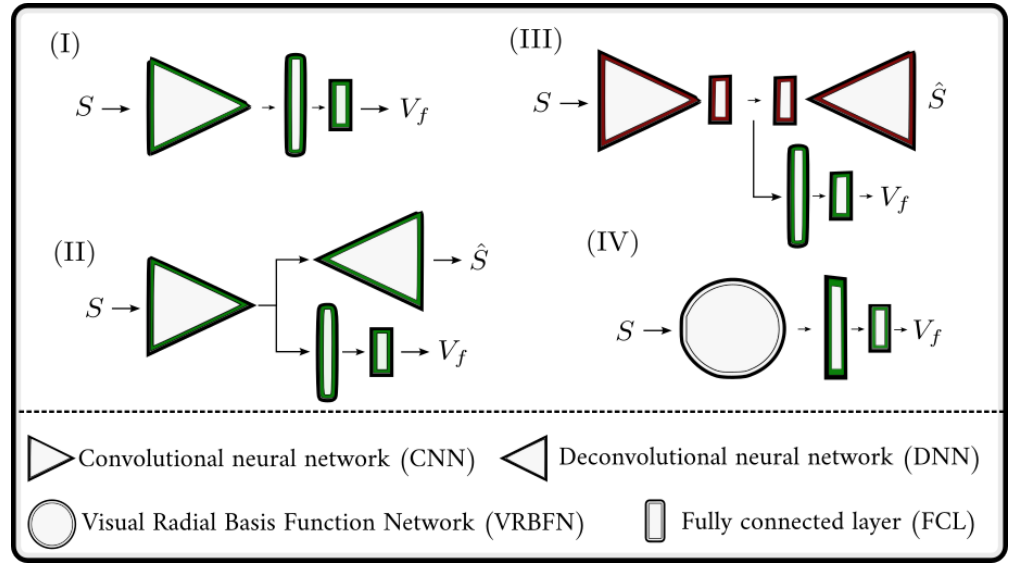 (I)
S → → → → V_f
(II)
S → → Ŝ
→ → → V_f
(III)
S → → Ŝ
→ → V_f
(IV)
S → → → → V_f
Convolutional neural network (CNN)
Deconvolutional neural network (DNN)
Visual Radial Basis Function Network (VRBFN)
Fully connected layer (FCL)